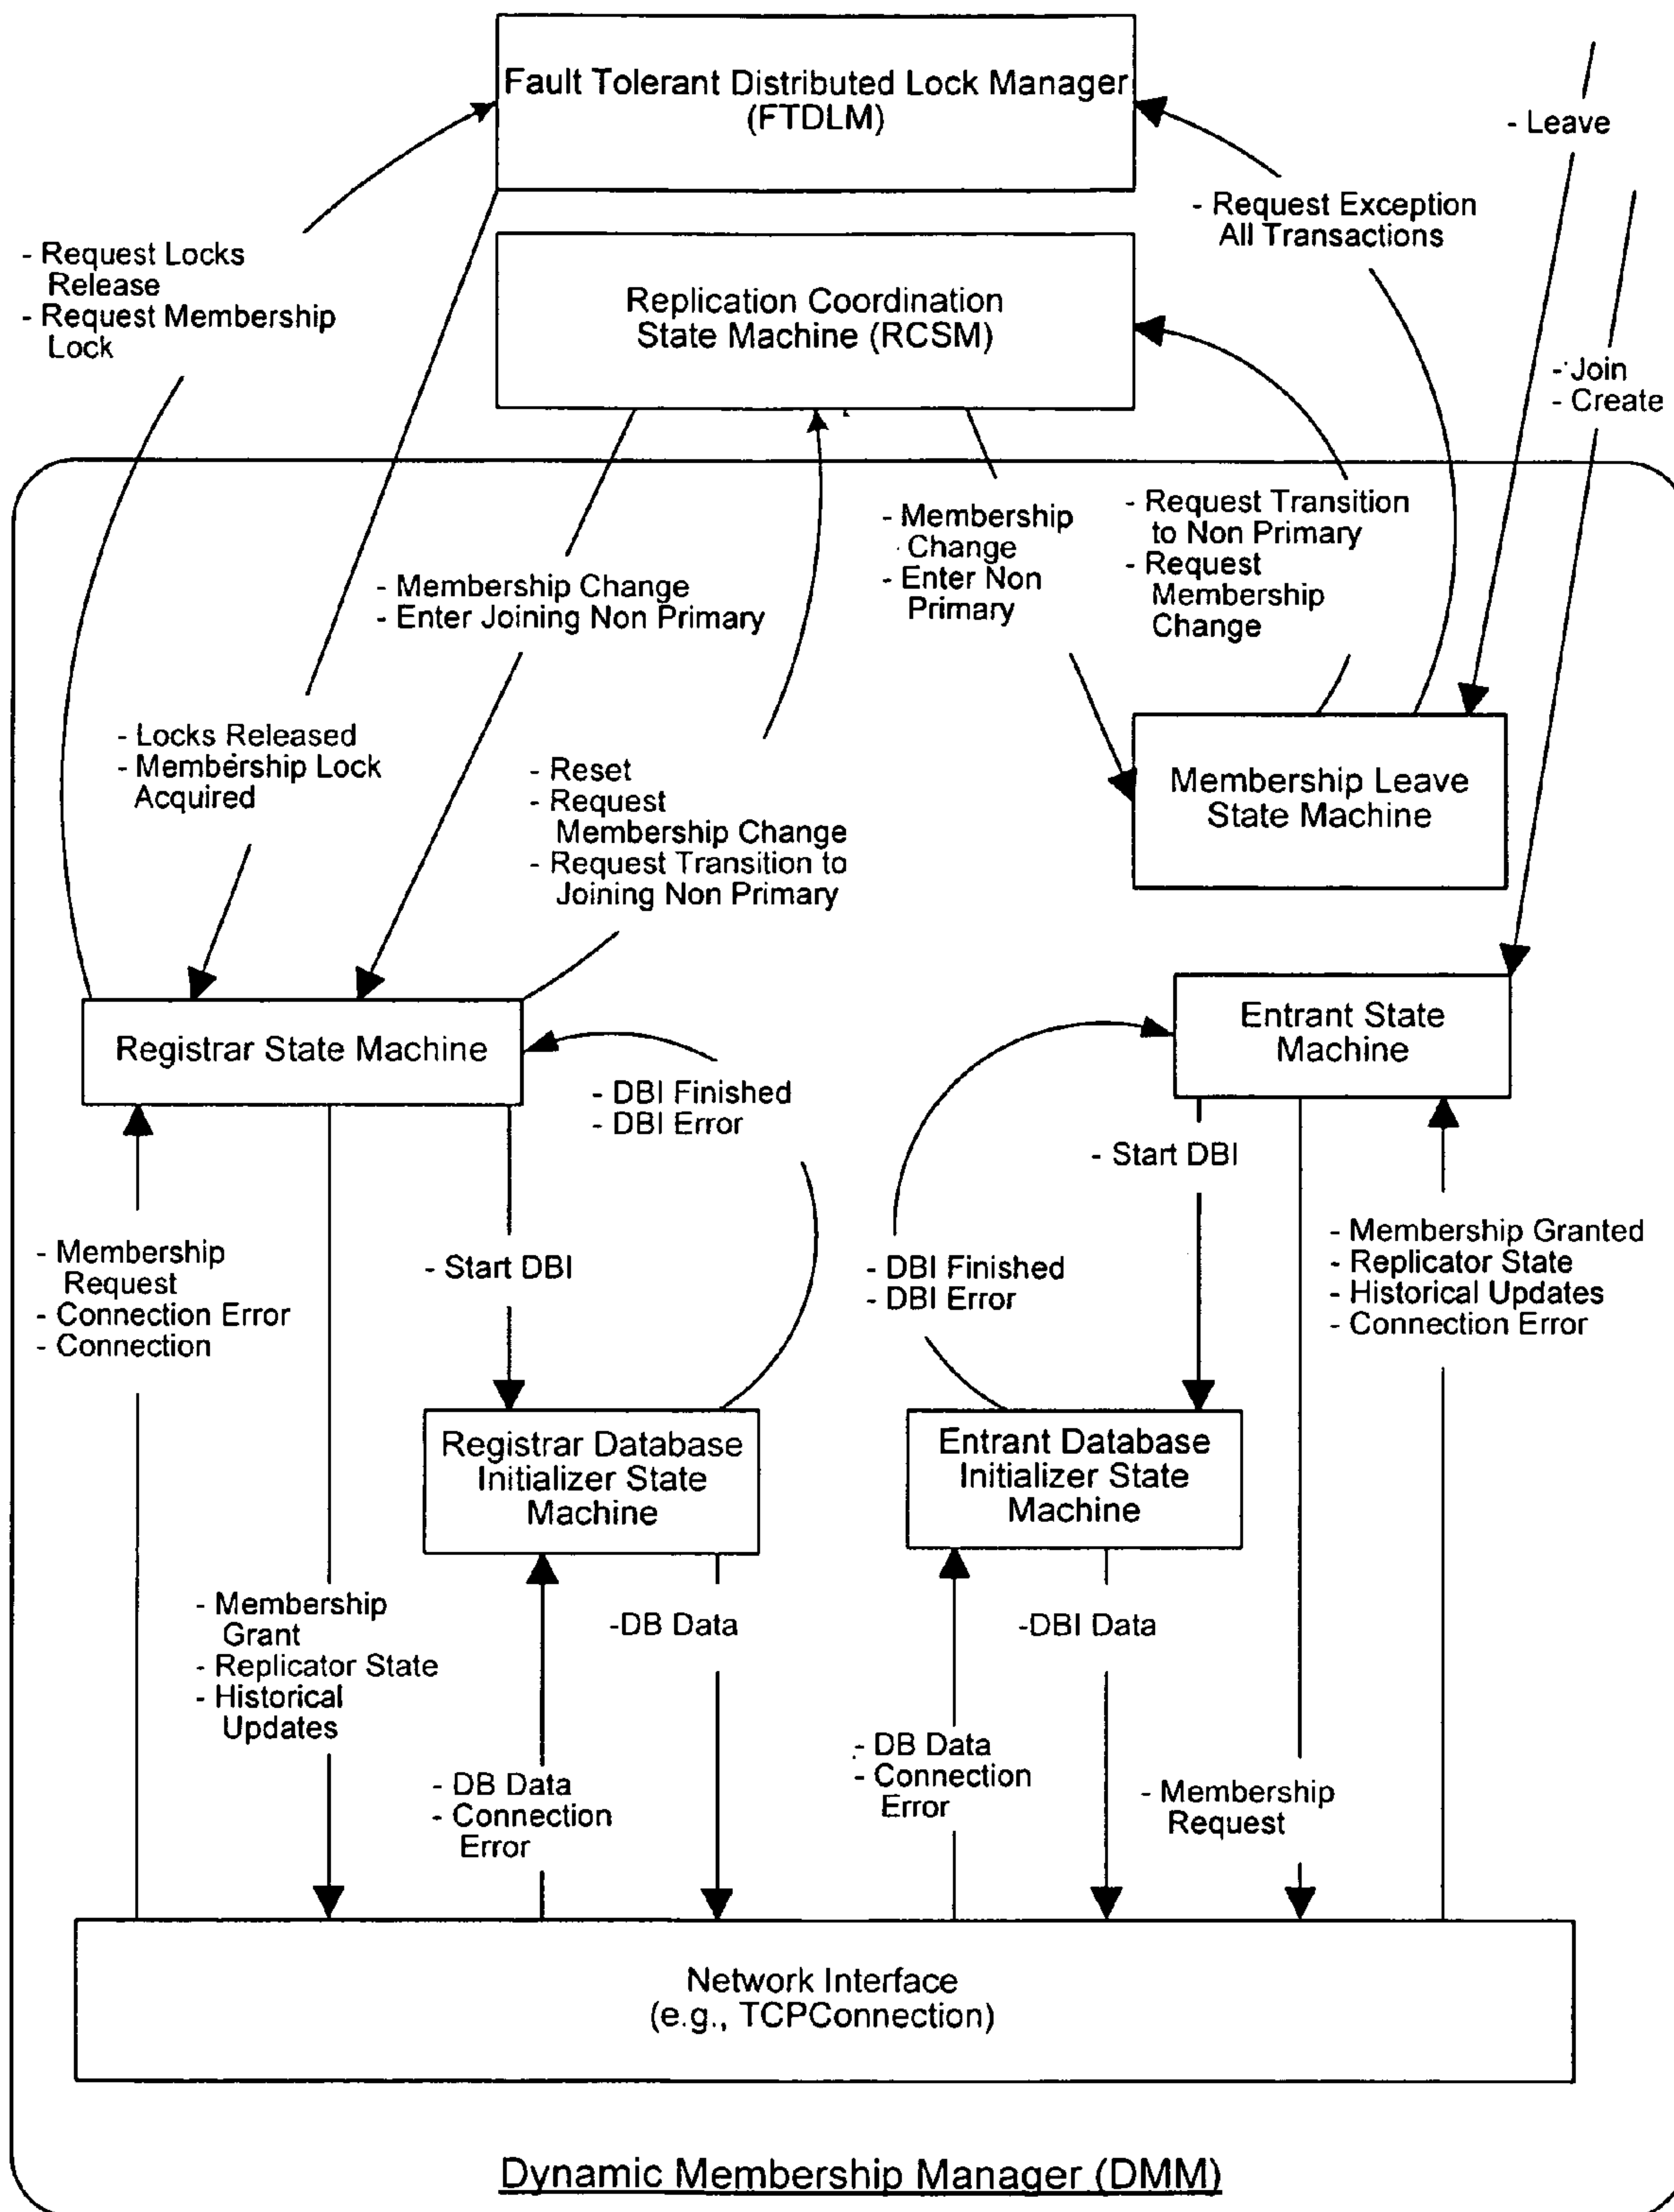 Fault Tolerant Distributed Lock Manager
(FTDLM)
- Leave
- Request Exception
All Transactions
- Request Locks
Release
- Request Membership
Lock
Replication Coordination
State Machine (RCSM)
- Join
- Create
- Membership
Change
- Enter Non
Primary
- Request Transition
to Non Primary
- Request
Membership
Change
- Membership Change
- Enter Joining Non Primary
- Locks Released
- Membership Lock
Acquired
- Reset
- Request
Membership Change
- Request Transition to
Joining Non Primary
Membership Leave
State Machine
Registrar State Machine
Entrant State
Machine
- DBI Finished
- DBI Error
- Start DBI
- Membership
Request
- Connection Error
- Connection
- Start DBI
- DBI Finished
- DBI Error
- Membership Granted
- Replicator State
- Historical Updates
- Connection Error
Registrar Database
Initializer State
Machine
Entrant Database
Initializer State
Machine
- Membership
Grant
- Replicator State
- Historical
Updates
-DB Data
-DBI Data
- DB Data
- Connection
Error
- DB Data
- Connection
Error
- Membership
Request
Network Interface
(e.g., TCPConnection)
Dynamic Membership Manager (DMM)